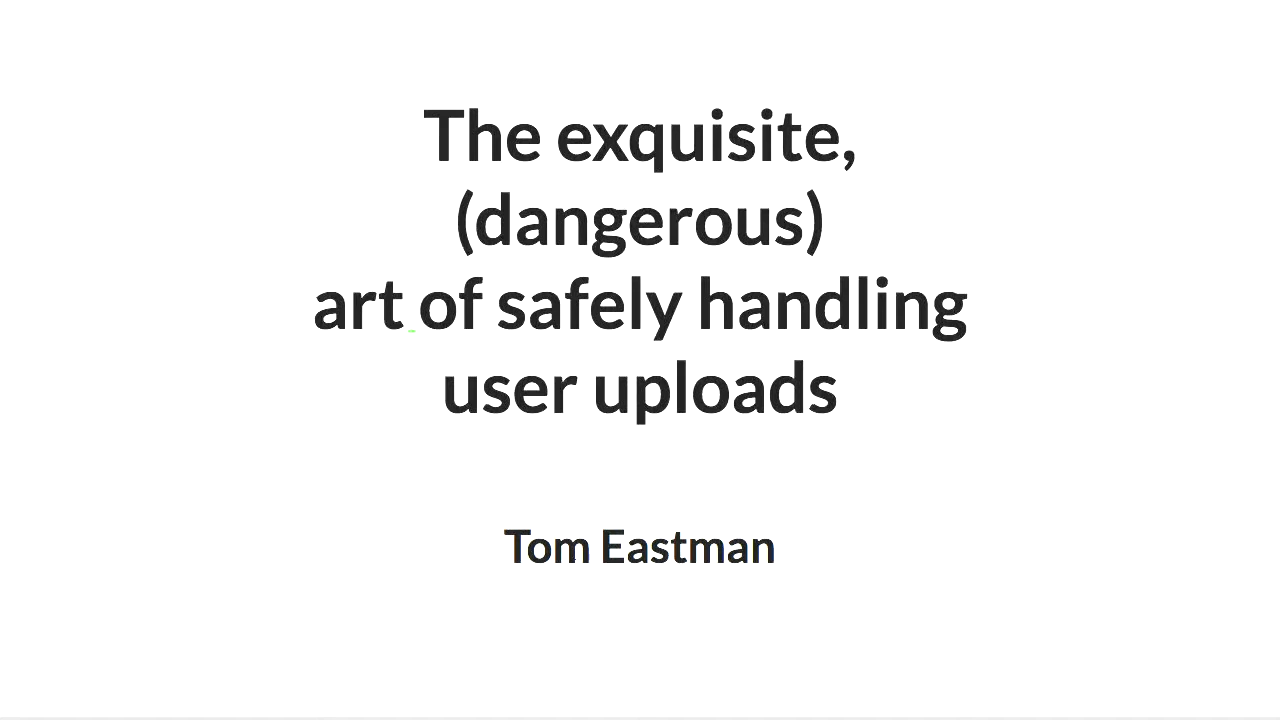 The exquisite,
(dangerous)
art of safely handling
user uploads
Tom Eastman